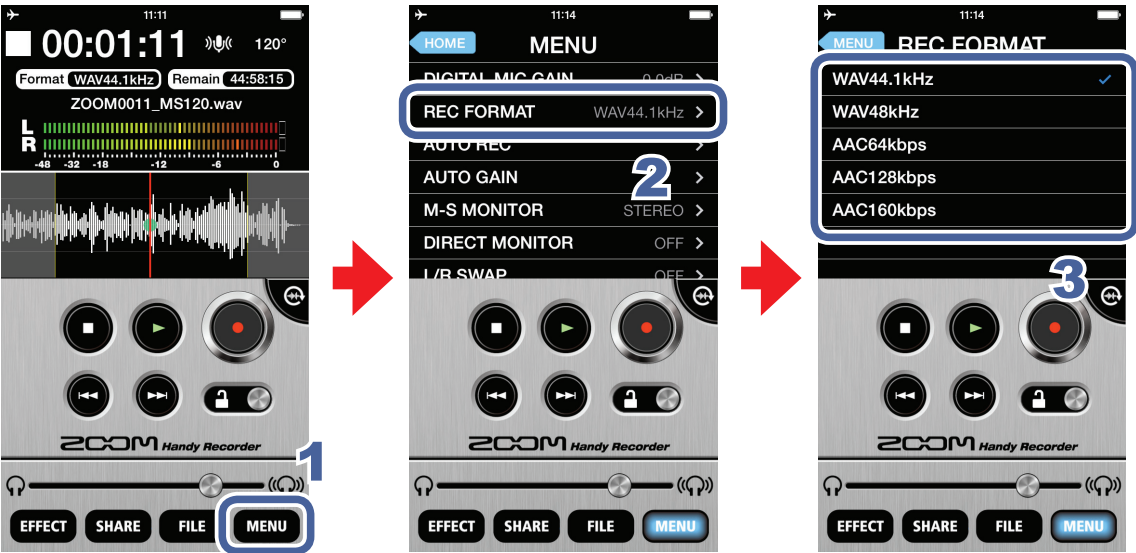 11:11
00:01:11
120°
Format WAV44.1kHz Remain 44:58:15
ZOOM0011_MS120.wav
L
R
-48 -32 -18 -12 -6 0
ZOOM Handy Recorder
1
EFFECT SHARE FILE MENU
11:14
HOME MENU
DIGITAL MIC GAIN 0.0dB
REC FORMAT WAV44.1kHz
AUTO REC
AUTO GAIN
2
M-S MONITOR STEREO
DIRECT MONITOR OFF
L/R SWAP OFF
ZOOM Handy Recorder
EFFECT SHARE FILE MENU
11:14
MENU REC FORMAT
WAV44.1kHz
WAV48kHz
AAC64kbps
AAC128kbps
AAC160kbps
3
ZOOM Handy Recorder
EFFECT SHARE FILE MENU